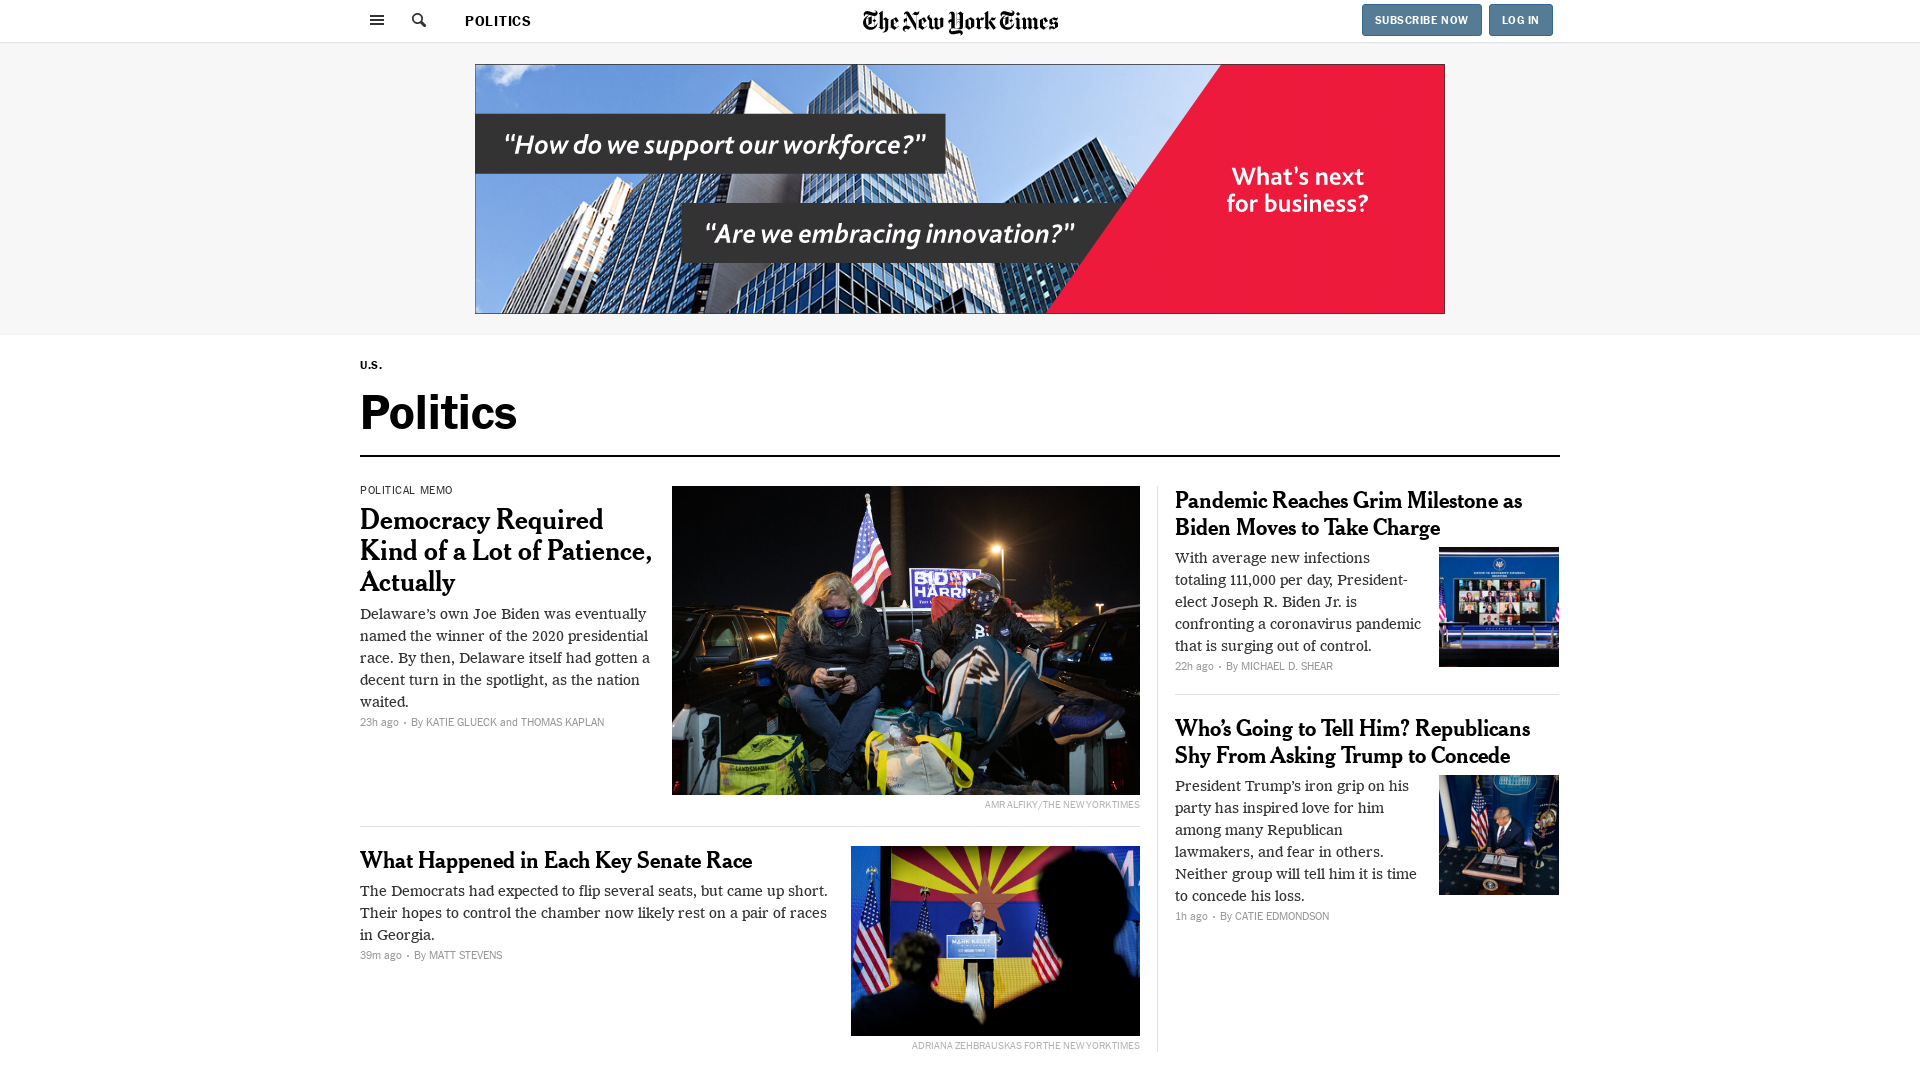 POLITICS
The New York Times
SUBSCRIBE NOW
LOG IN
“How do we support our workforce?”
“Are we embracing innovation?”
What’s next
for business?
U.S.
Politics
POLITICAL MEMO
Democracy Required
Kind of a Lot of Patience,
Actually
Delaware’s own Joe Biden was eventually
named the winner of the 2020 presidential
race. By then, Delaware itself had gotten a
decent turn in the spotlight, as the nation
waited.
23h ago • By KATIE GLUECK and THOMAS KAPLAN
BIDEN
HARRIS
AMR ALFIKY/THE NEW YORK TIMES
What Happened in Each Key Senate Race
The Democrats had expected to flip several seats, but came up short.
Their hopes to control the chamber now likely rest on a pair of races
in Georgia.
39m ago • By MATT STEVENS
MARK KELLY
ADRIANA ZEHBRAUSKAS FOR THE NEW YORK TIMES
Pandemic Reaches Grim Milestone as
Biden Moves to Take Charge
With average new infections
totaling 111,000 per day, President-
elect Joseph R. Biden Jr. is
confronting a coronavirus pandemic
that is surging out of control.
22h ago • By MICHAEL D. SHEAR
Who’s Going to Tell Him? Republicans
Shy From Asking Trump to Concede
President Trump’s iron grip on his
party has inspired love for him
among many Republican
lawmakers, and fear in others.
Neither group will tell him it is time
to concede his loss.
1h ago • By CATIE EDMONDSON